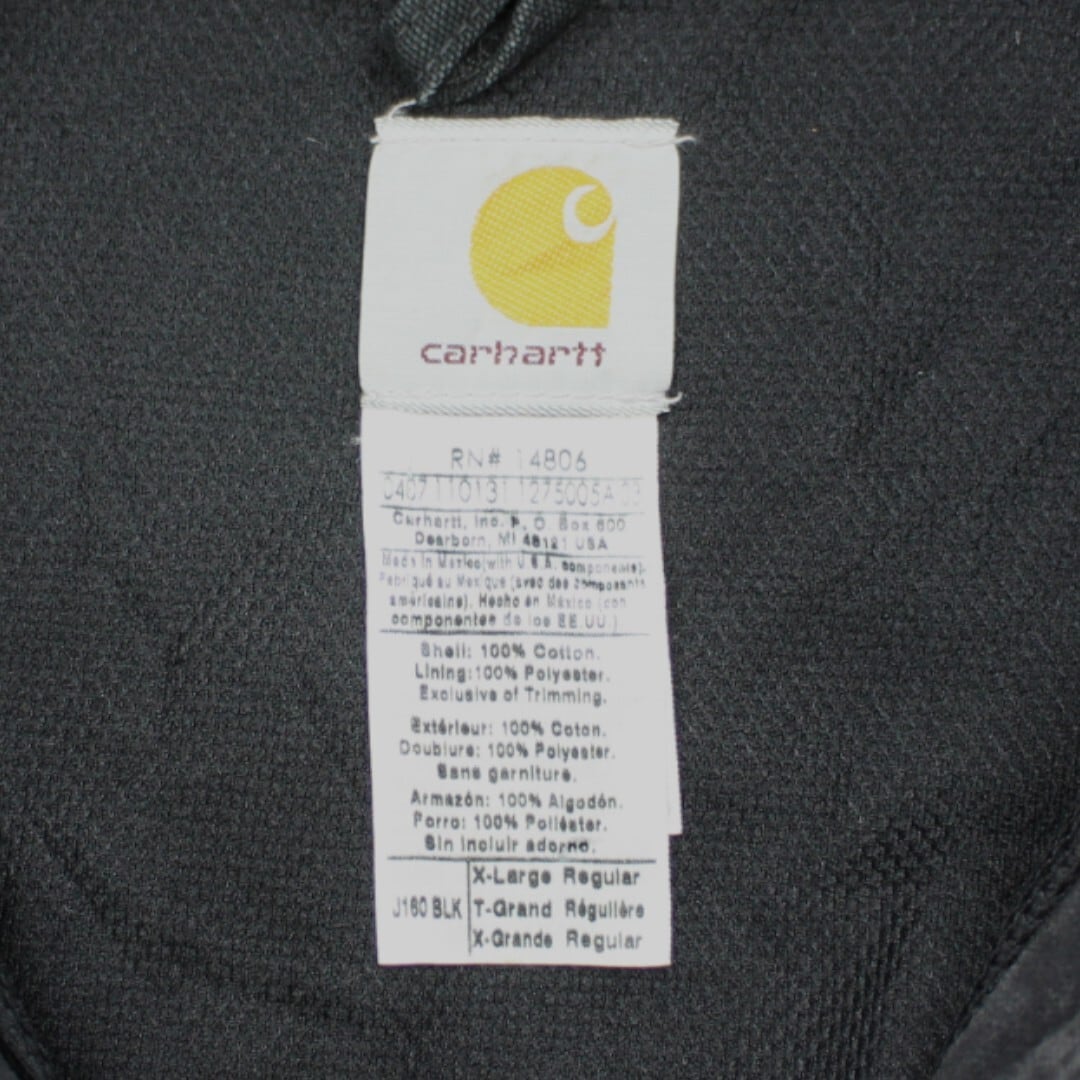 carhartt
RN# 14806
0407110131 1275005A 03
Carhartt, Inc. P. O. Box 600
Dearborn, MI 48121 USA
Made in Mexico(with U.S.A. components).
Fabriqué au Mexique (avec des composants
américains). Hecho en México (con
componentes de los EE.UU.)
Shell: 100% Cotton.
Lining:100% Polyester.
Exclusive of Trimming.
Extérieur: 100% Coton.
Doublure: 100% Polyester.
Sans garniture.
Armazón: 100% Algodón.
Forro: 100% Poliéster.
Sin incluir adorno.
J160 BLK
X-Large Regular
T-Grand Régulière
X-Grande Regular